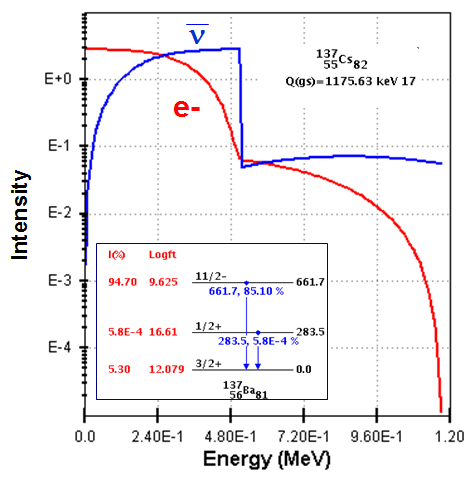 ν̅
137
55Cs82
Q(gs)=1175.63 keV 17
e-
Intensity
E+0
E-1
E-2
E-3
E-4
I(%) Logft
94.70 9.625 11/2- 661.7
661.7, 85.10 %
5.8E-4 16.61 1/2+ 283.5
283.5, 5.8E-4 %
5.30 12.079 3/2+ 0.0
137
56Ba81
0.0 2.40E-1 4.80E-1 7.20E-1 9.60E-1 1.20
Energy (MeV)